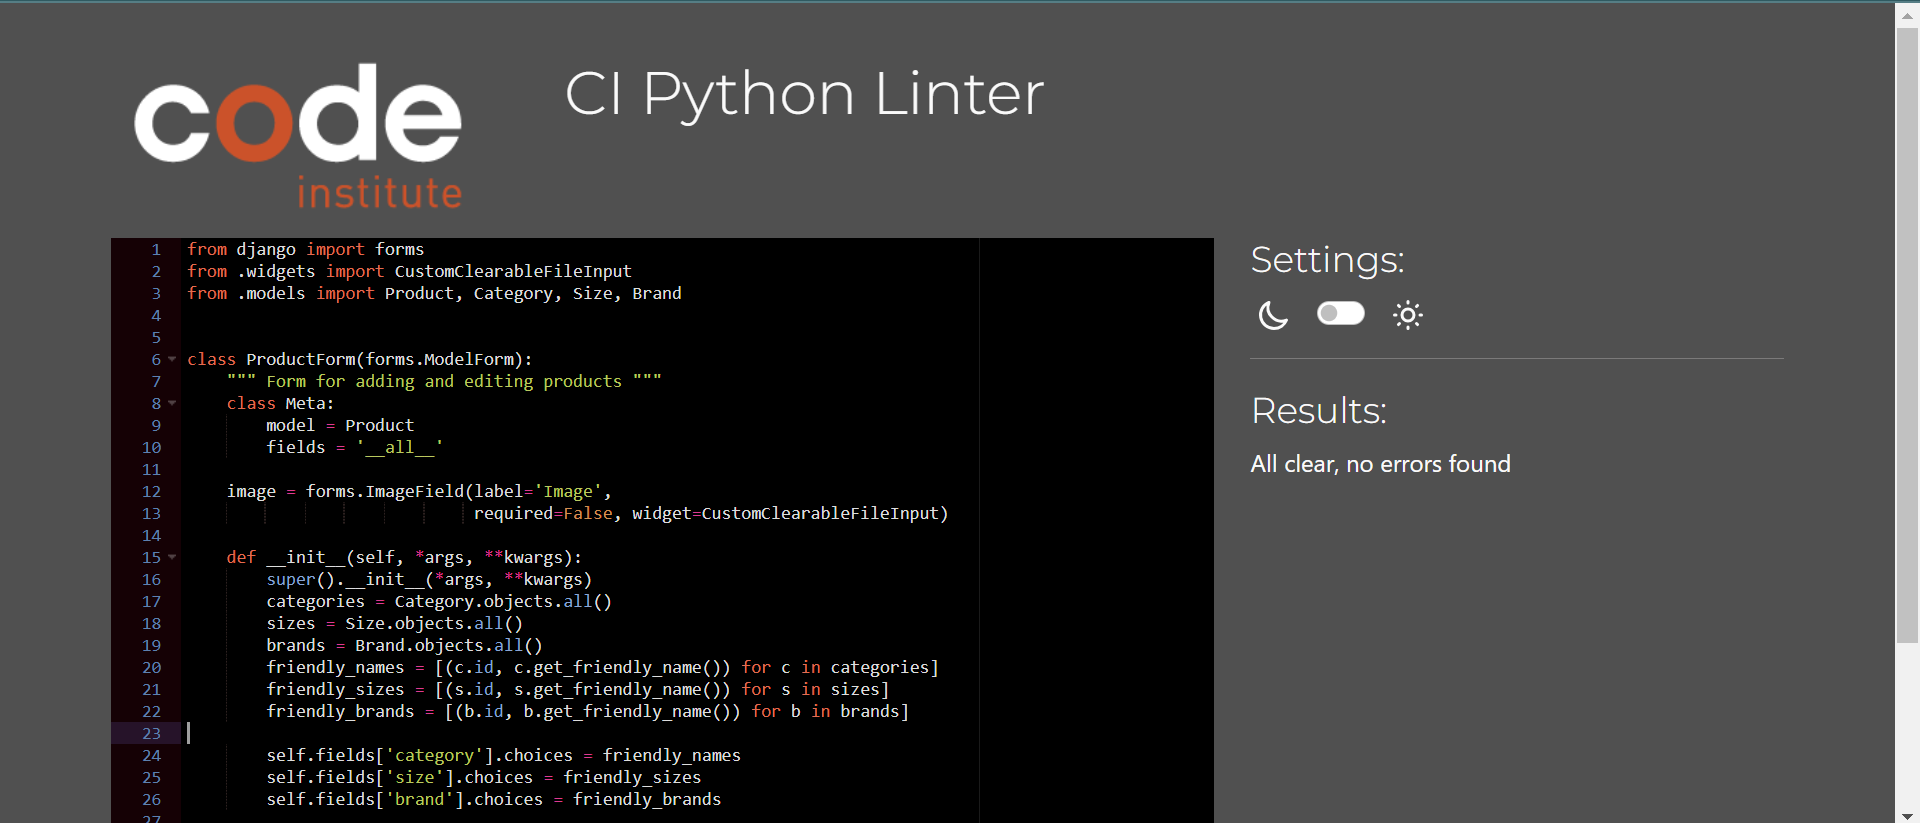 code
institute
CI Python Linter
1 from django import forms
2 from .widgets import CustomClearableFileInput
3 from .models import Product, Category, Size, Brand
4
5
6 class ProductForm(forms.ModelForm):
7     """ Form for adding and editing products """
8     class Meta:
9         model = Product
10         fields = '__all__'
11
12     image = forms.ImageField(label='Image',
13                              required=False, widget=CustomClearableFileInput)
14
15     def __init__(self, *args, **kwargs):
16         super().__init__(*args, **kwargs)
17         categories = Category.objects.all()
18         sizes = Size.objects.all()
19         brands = Brand.objects.all()
20         friendly_names = [(c.id, c.get_friendly_name()) for c in categories]
21         friendly_sizes = [(s.id, s.get_friendly_name()) for s in sizes]
22         friendly_brands = [(b.id, b.get_friendly_name()) for b in brands]
23
24         self.fields['category'].choices = friendly_names
25         self.fields['size'].choices = friendly_sizes
26         self.fields['brand'].choices = friendly_brands
27
Settings:
Results:
All clear, no errors found